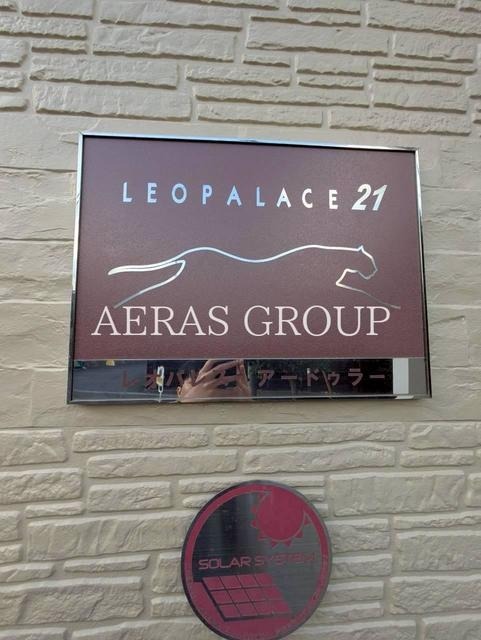 LEOPALACE 21
AERAS GROUP
アードゥラー
SOLAR SYSTEM